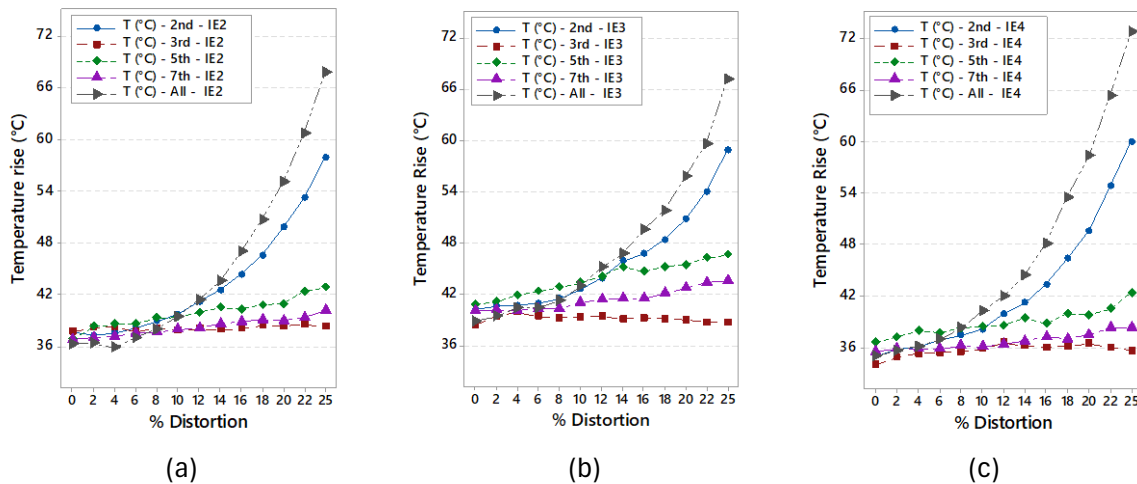 T (°C) - 2nd - IE2
T (°C) - 3rd - IE2
T (°C) - 5th - IE2
T (°C) - 7th - IE2
T (°C) - All - IE2
72
66
60
54
48
42
36
Temperature rise (°C)
0 2 4 6 8 10 12 14 16 18 20 22 25
% Distortion
(a)
T (°C) - 2nd - IE3
T (°C) - 3rd - IE3
T (°C) - 5th - IE3
T (°C) - 7th - IE3
T (°C) - All - IE3
72
66
60
54
48
42
36
Temperature Rise (°C)
0 2 4 6 8 10 12 14 16 18 20 22 25
% Distortion
(b)
T (°C) - 2nd - IE4
T (°C) - 3rd - IE4
T (°C) - 5th - IE4
T (°C) - 7th - IE4
T (°C) - All - IE4
72
66
60
54
48
42
36
Temperature Rise (°C)
0 2 4 6 8 10 12 14 16 18 20 22 25
% Distortion
(c)